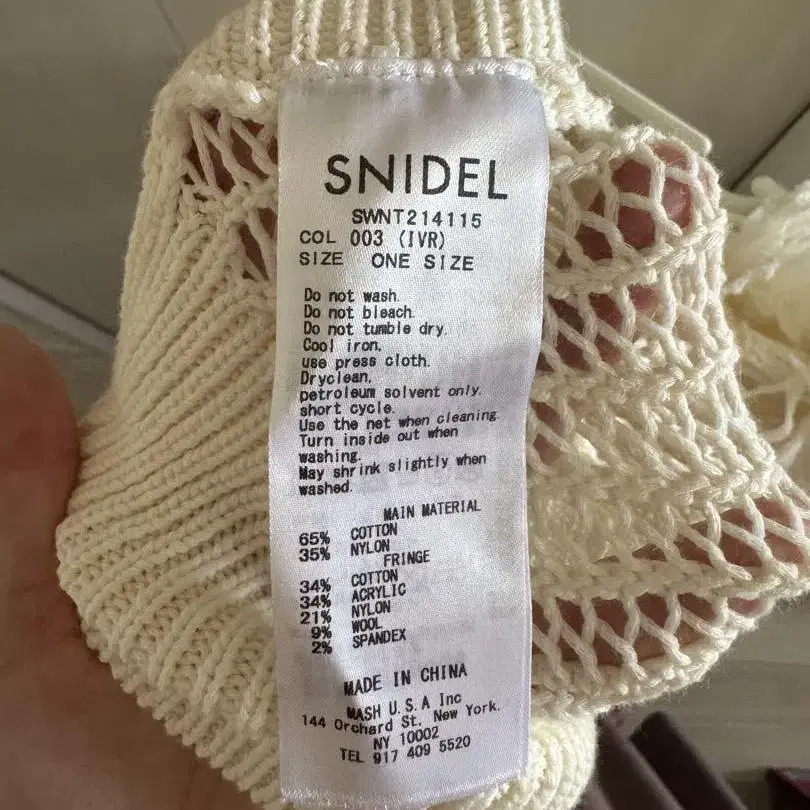 SNIDEL
SWNT214115
COL 003 (IVR)
SIZE ONE SIZE
Do not wash.
Do not bleach.
Do not tumble dry.
Cool iron.
use press cloth.
Dryclean,
petroleum solvent only.
short cycle.
Use the net when cleaning.
Turn inside out when
washing.
May shrink slightly when
washed.
MAIN MATERIAL
65% COTTON
35% NYLON
FRINGE
34% COTTON
34% ACRYLIC
21% NYLON
9% WOOL
2% SPANDEX
MADE IN CHINA
MASH U.S.A Inc
144 Orchard St. New York.
NY 10002
TEL 917 409 5520